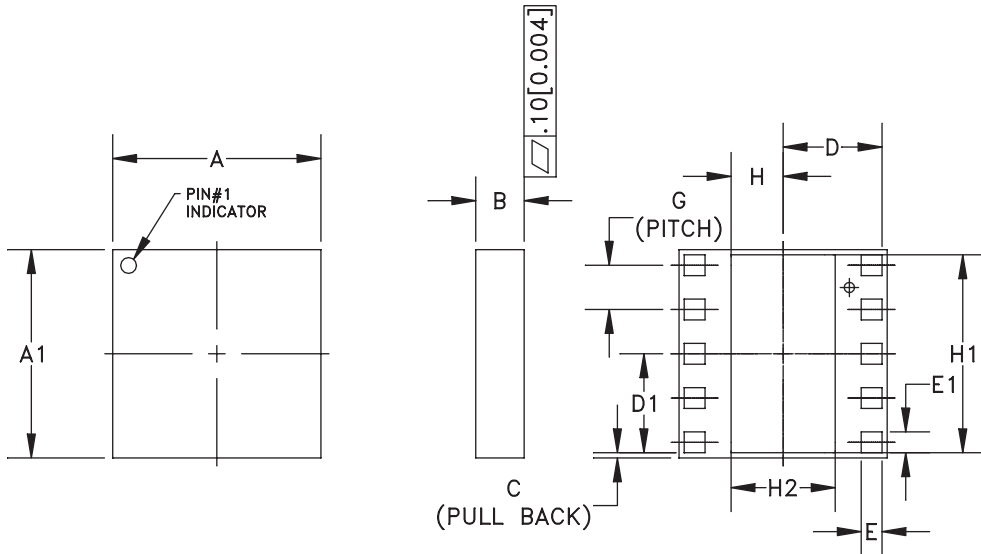 .10[0.004]
A
D
H
PIN#1
INDICATOR
B
G
(PITCH)
A1
H1
E1
D1
H2
C
(PULL BACK)
E